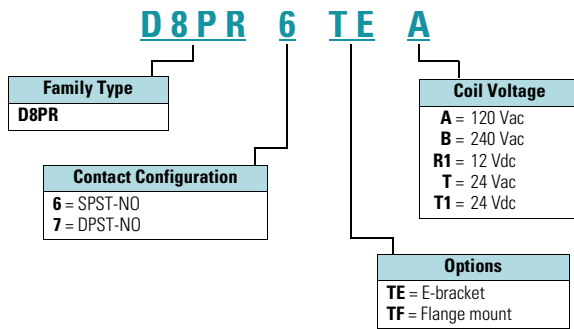 D8PR 6 TE A
Family Type
D8PR
Contact Configuration
6 = SPST-NO
7 = DPST-NO
Coil Voltage
A = 120 Vac
B = 240 Vac
R1 = 12 Vdc
T = 24 Vac
T1 = 24 Vdc
Options
TE = E-bracket
TF = Flange mount